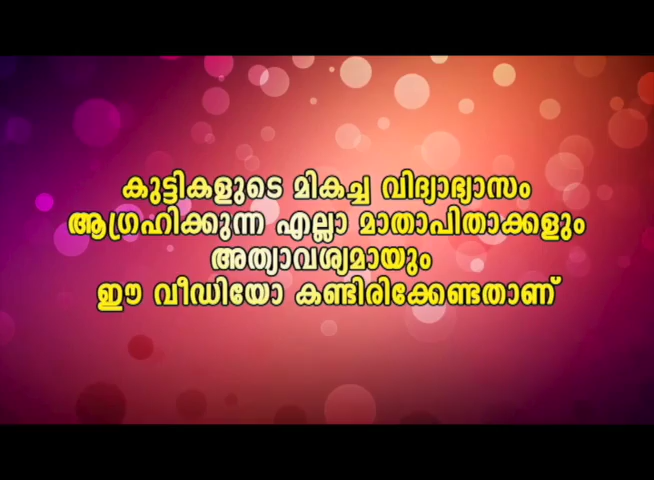 കുട്ടികളുടെ മികച്ച വിദ്യാഭ്യാസം
ആഗ്രഹിക്കുന്ന എല്ലാ മാതാപിതാക്കളും
അത്യാവശ്യമായും
ഈ വീഡിയോ കണ്ടിരിക്കേണ്ടതാണ്